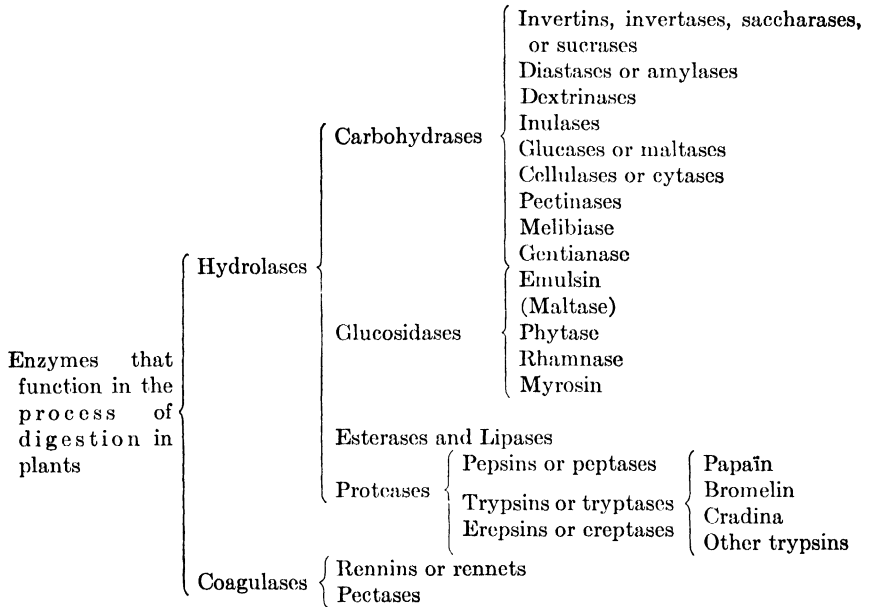 Invertins, invertases, saccharases,
or sucrases
Diastases or amylases
Dextrinases
Inulases
Carbohydrases
Glucases or maltases
Cellulases or cytases
Pectinases
Melibiase
Gentianase
Hydrolases
Emulsin
(Maltase)
Glucosidases
Phytase
Rhamnase
Myrosin
Enzymes that
function in the
process of
digestion in
plants
Esterases and Lipases
Proteases
Pepsins or peptases
Trypsins or tryptases
Erepsins or ereptases
Papaïn
Bromelin
Cradina
Other trypsins
Coagulases
Rennins or rennets
Pectases